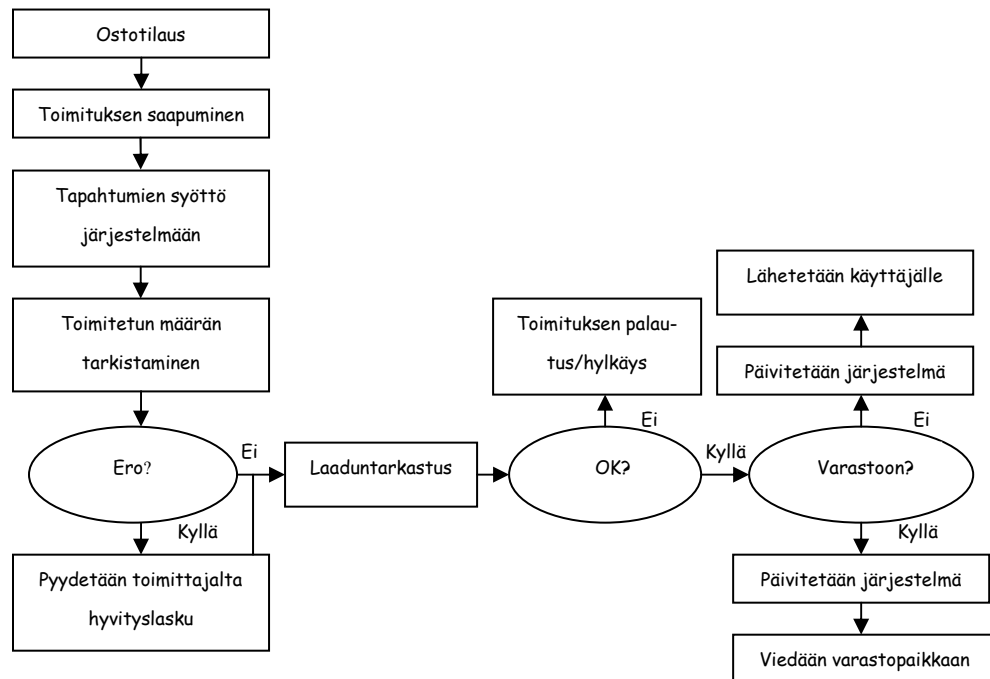 Ostotilaus
Toimituksen saapuminen
Tapahtumien syöttö
järjestelmään
Toimitetun määrän
tarkistaminen
Ero?
Ei
Kyllä
Pyydetään toimittajalta
hyvityslasku
Laaduntarkastus
Toimituksen palau-
tus/hylkäys
Ei
OK?
Kyllä
Lähetetään käyttäjälle
Päivitetään järjestelmä
Ei
Varastoon?
Kyllä
Päivitetään järjestelmä
Viedään varastopaikkaan